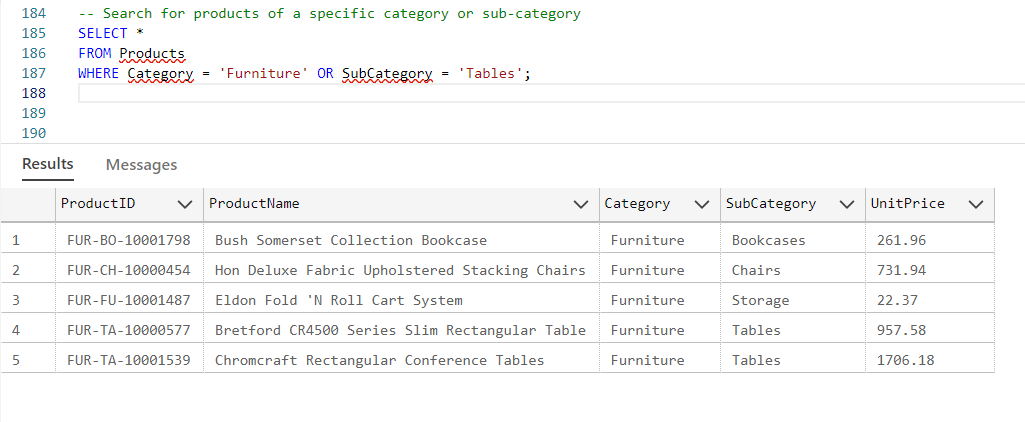 184 -- Search for products of a specific category or sub-category
185 SELECT *
186 FROM Products
187 WHERE Category = 'Furniture' OR SubCategory = 'Tables';
188
189
190
Results Messages
ProductID ProductName Category SubCategory UnitPrice
1 FUR-BO-10001798 Bush Somerset Collection Bookcase Furniture Bookcases 261.96
2 FUR-CH-10000454 Hon Deluxe Fabric Upholstered Stacking Chairs Furniture Chairs 731.94
3 FUR-FU-10001487 Eldon Fold 'N Roll Cart System Furniture Storage 22.37
4 FUR-TA-10000577 Bretford CR4500 Series Slim Rectangular Table Furniture Tables 957.58
5 FUR-TA-10001539 Chromcraft Rectangular Conference Tables Furniture Tables 1706.18